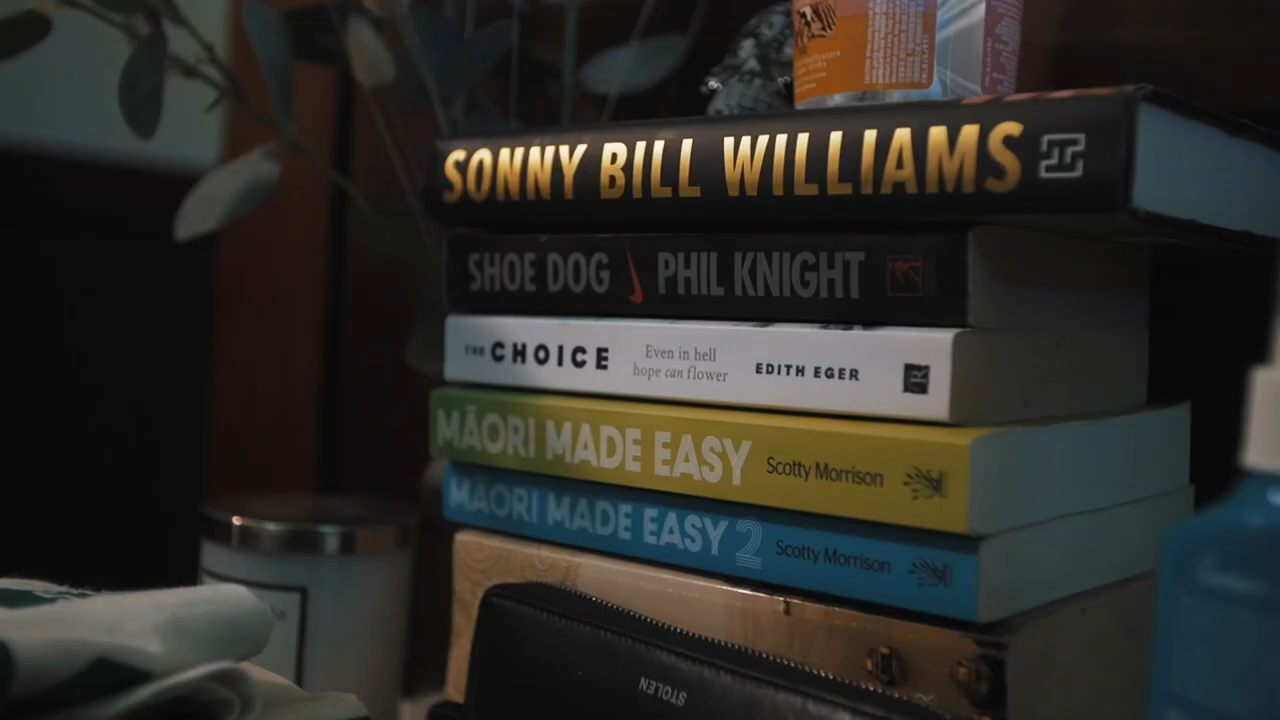 SONNY BILL WILLIAMS
SHOE DOG PHIL KNIGHT
THE CHOICE Even in hell hope can flower EDITH EGER
MĀORI MADE EASY Scotty Morrison
MĀORI MADE EASY 2 Scotty Morrison
STOLEN